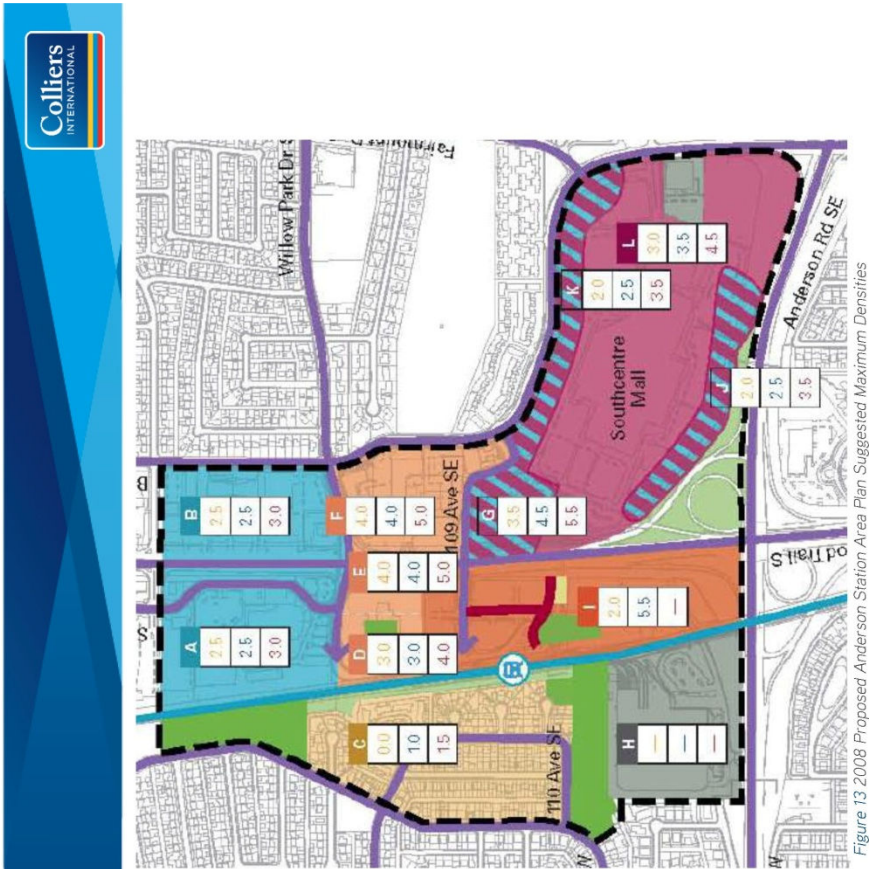 Colliers
INTERNATIONAL
Willow Park Dr S
Fairmount D
B
S
A
2.5
2.5
3.0
B
2.5
2.5
3.0
C
0.0
1.0
1.5
D
3.0
3.0
4.0
E
4.0
4.0
5.0
F
4.0
4.0
5.0
109 Ave SE
110 Ave SE
G
3.5
4.5
5.5
H
—
—
—
I
2.0
5.5
—
J
2.0
2.5
3.5
K
2.0
2.5
3.5
L
3.0
3.5
4.5
Southcentre
Mall
od Trail S
Anderson Rd SE
N
N
Figure 13 2008 Proposed Anderson Station Area Plan Suggested Maximum Densities